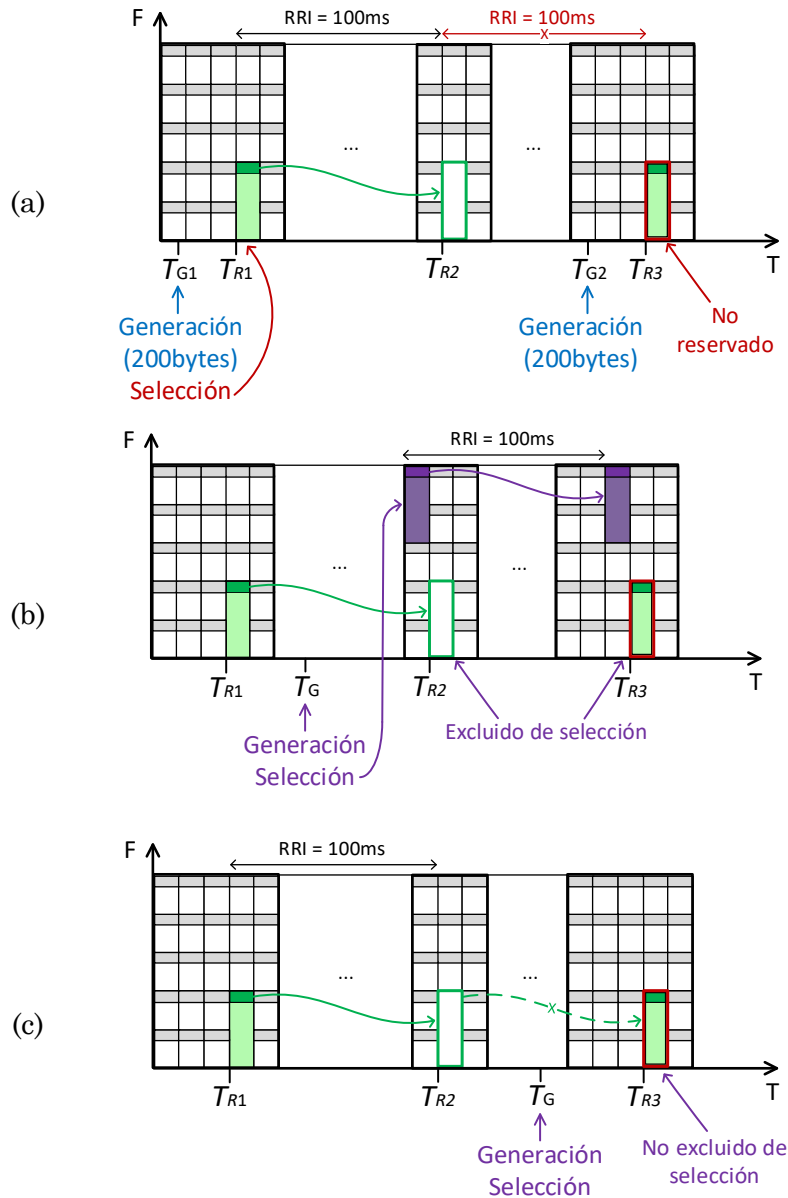 F
RRI = 100ms
RRI = 100ms
x
...
...
(a)
TG1
TR1
TR2
TG2
TR3
T
Generación
(200bytes)
Selección
Generación
(200bytes)
No
reservado
F
RRI = 100ms
...
...
(b)
TR1
TG
TR2
TR3
T
Generación
Selección
Excluido de selección
F
RRI = 100ms
...
...
x
(c)
TR1
TR2
TG
TR3
T
Generación
Selección
No excluido de
selección